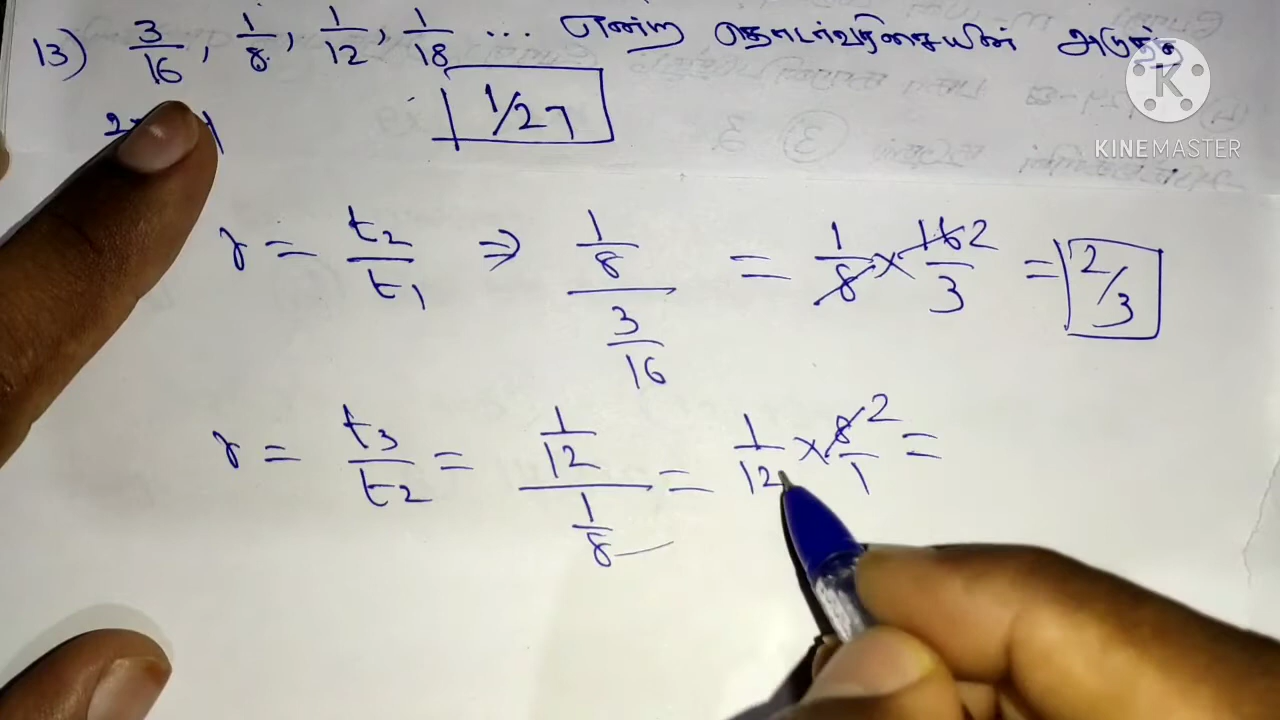 13) 3/16, 1/8, 1/12, 1/18 ... என்ற தொடர்வரிசையின் அடுத்த
K
KINEMASTER
1/27
r = t2/t1 ⇒ 1/8 / 3/16 = 1/8 × 16 2/3 = 2/3
r = t3/t2 = 1/12 / 1/8 = 1/12 × 8 2/1 =